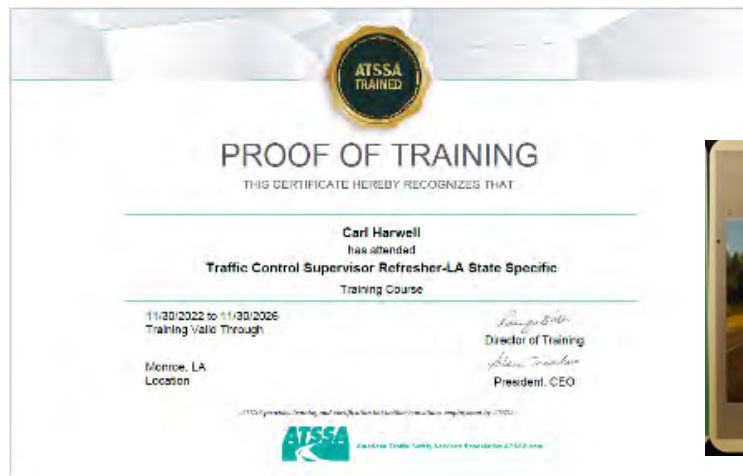 ATSSA
TRAINED
PROOF OF TRAINING
THIS CERTIFICATE HEREBY RECOGNIZES THAT
Carl Harwell
has attended
Traffic Control Supervisor Refresher-LA State Specific
Training Course
11/30/2022 to 11/30/2026
Training Valid Through
Director of Training
Monroe, LA
Location
President, CEO
ATSSA